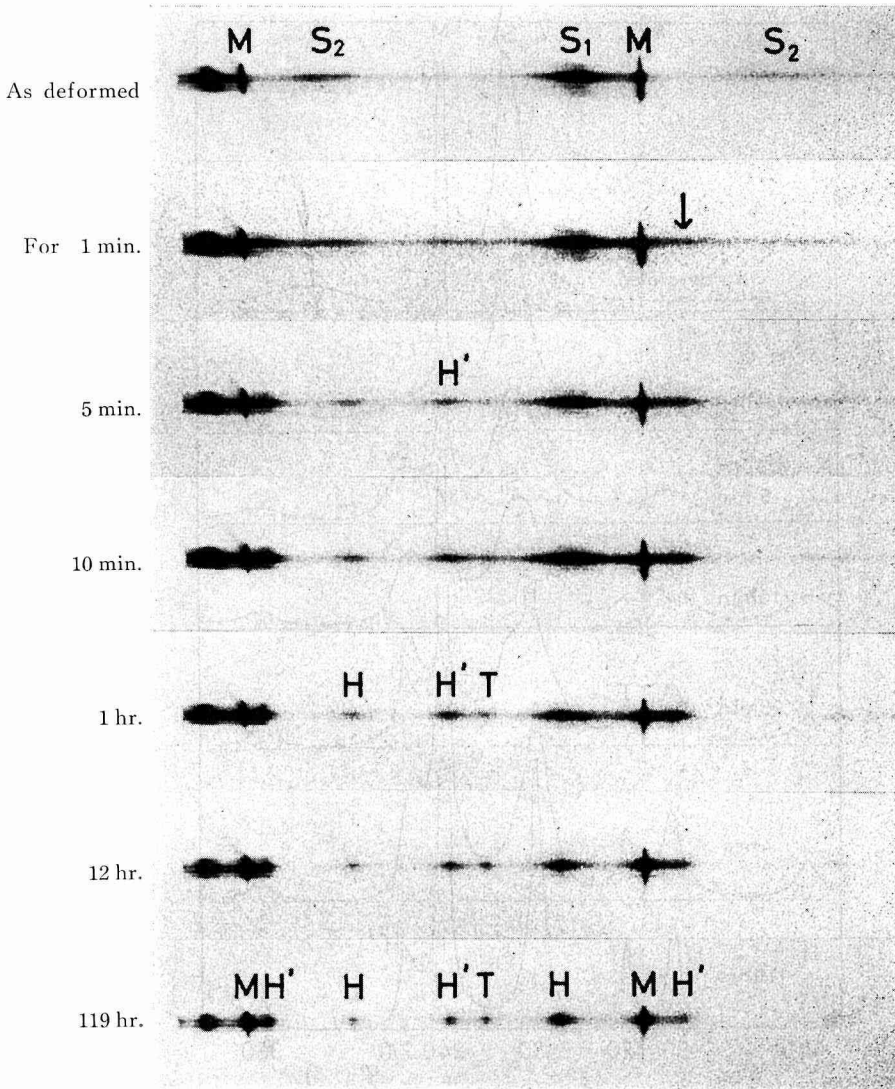 M S₂ S₁ M S₂
As deformed
For 1 min.
↓
H'
5 min.
10 min.
H H' T
1 hr.
12 hr.
M H' H H' T H M H'
119 hr.